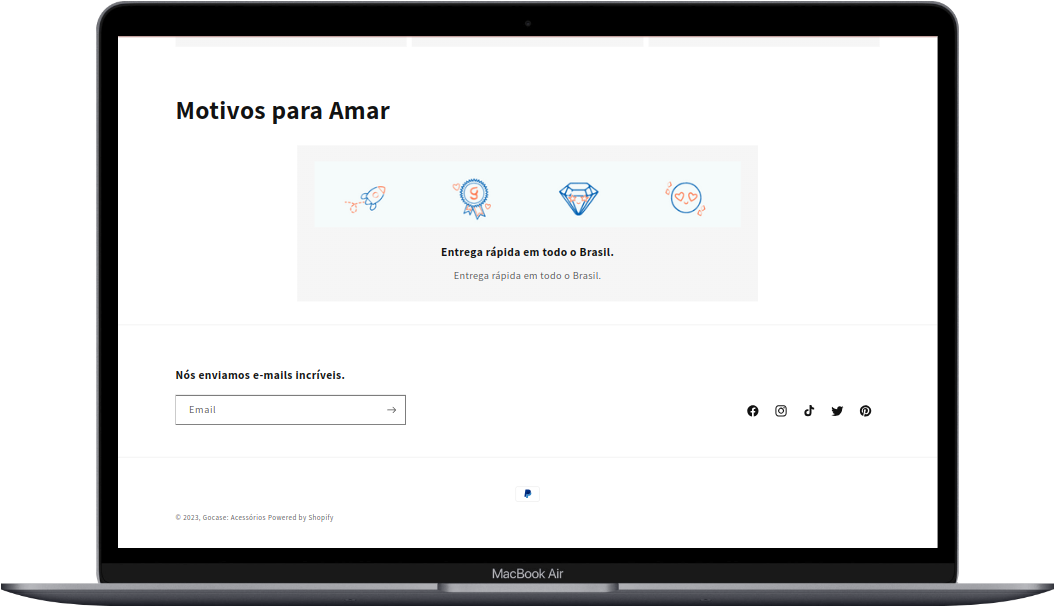 Motivos para Amar
Entrega rápida em todo o Brasil.
Entrega rápida em todo o Brasil.
Nós enviamos e-mails incríveis.
Email
© 2023, Gocase: Acessórios Powered by Shopify
MacBook Air